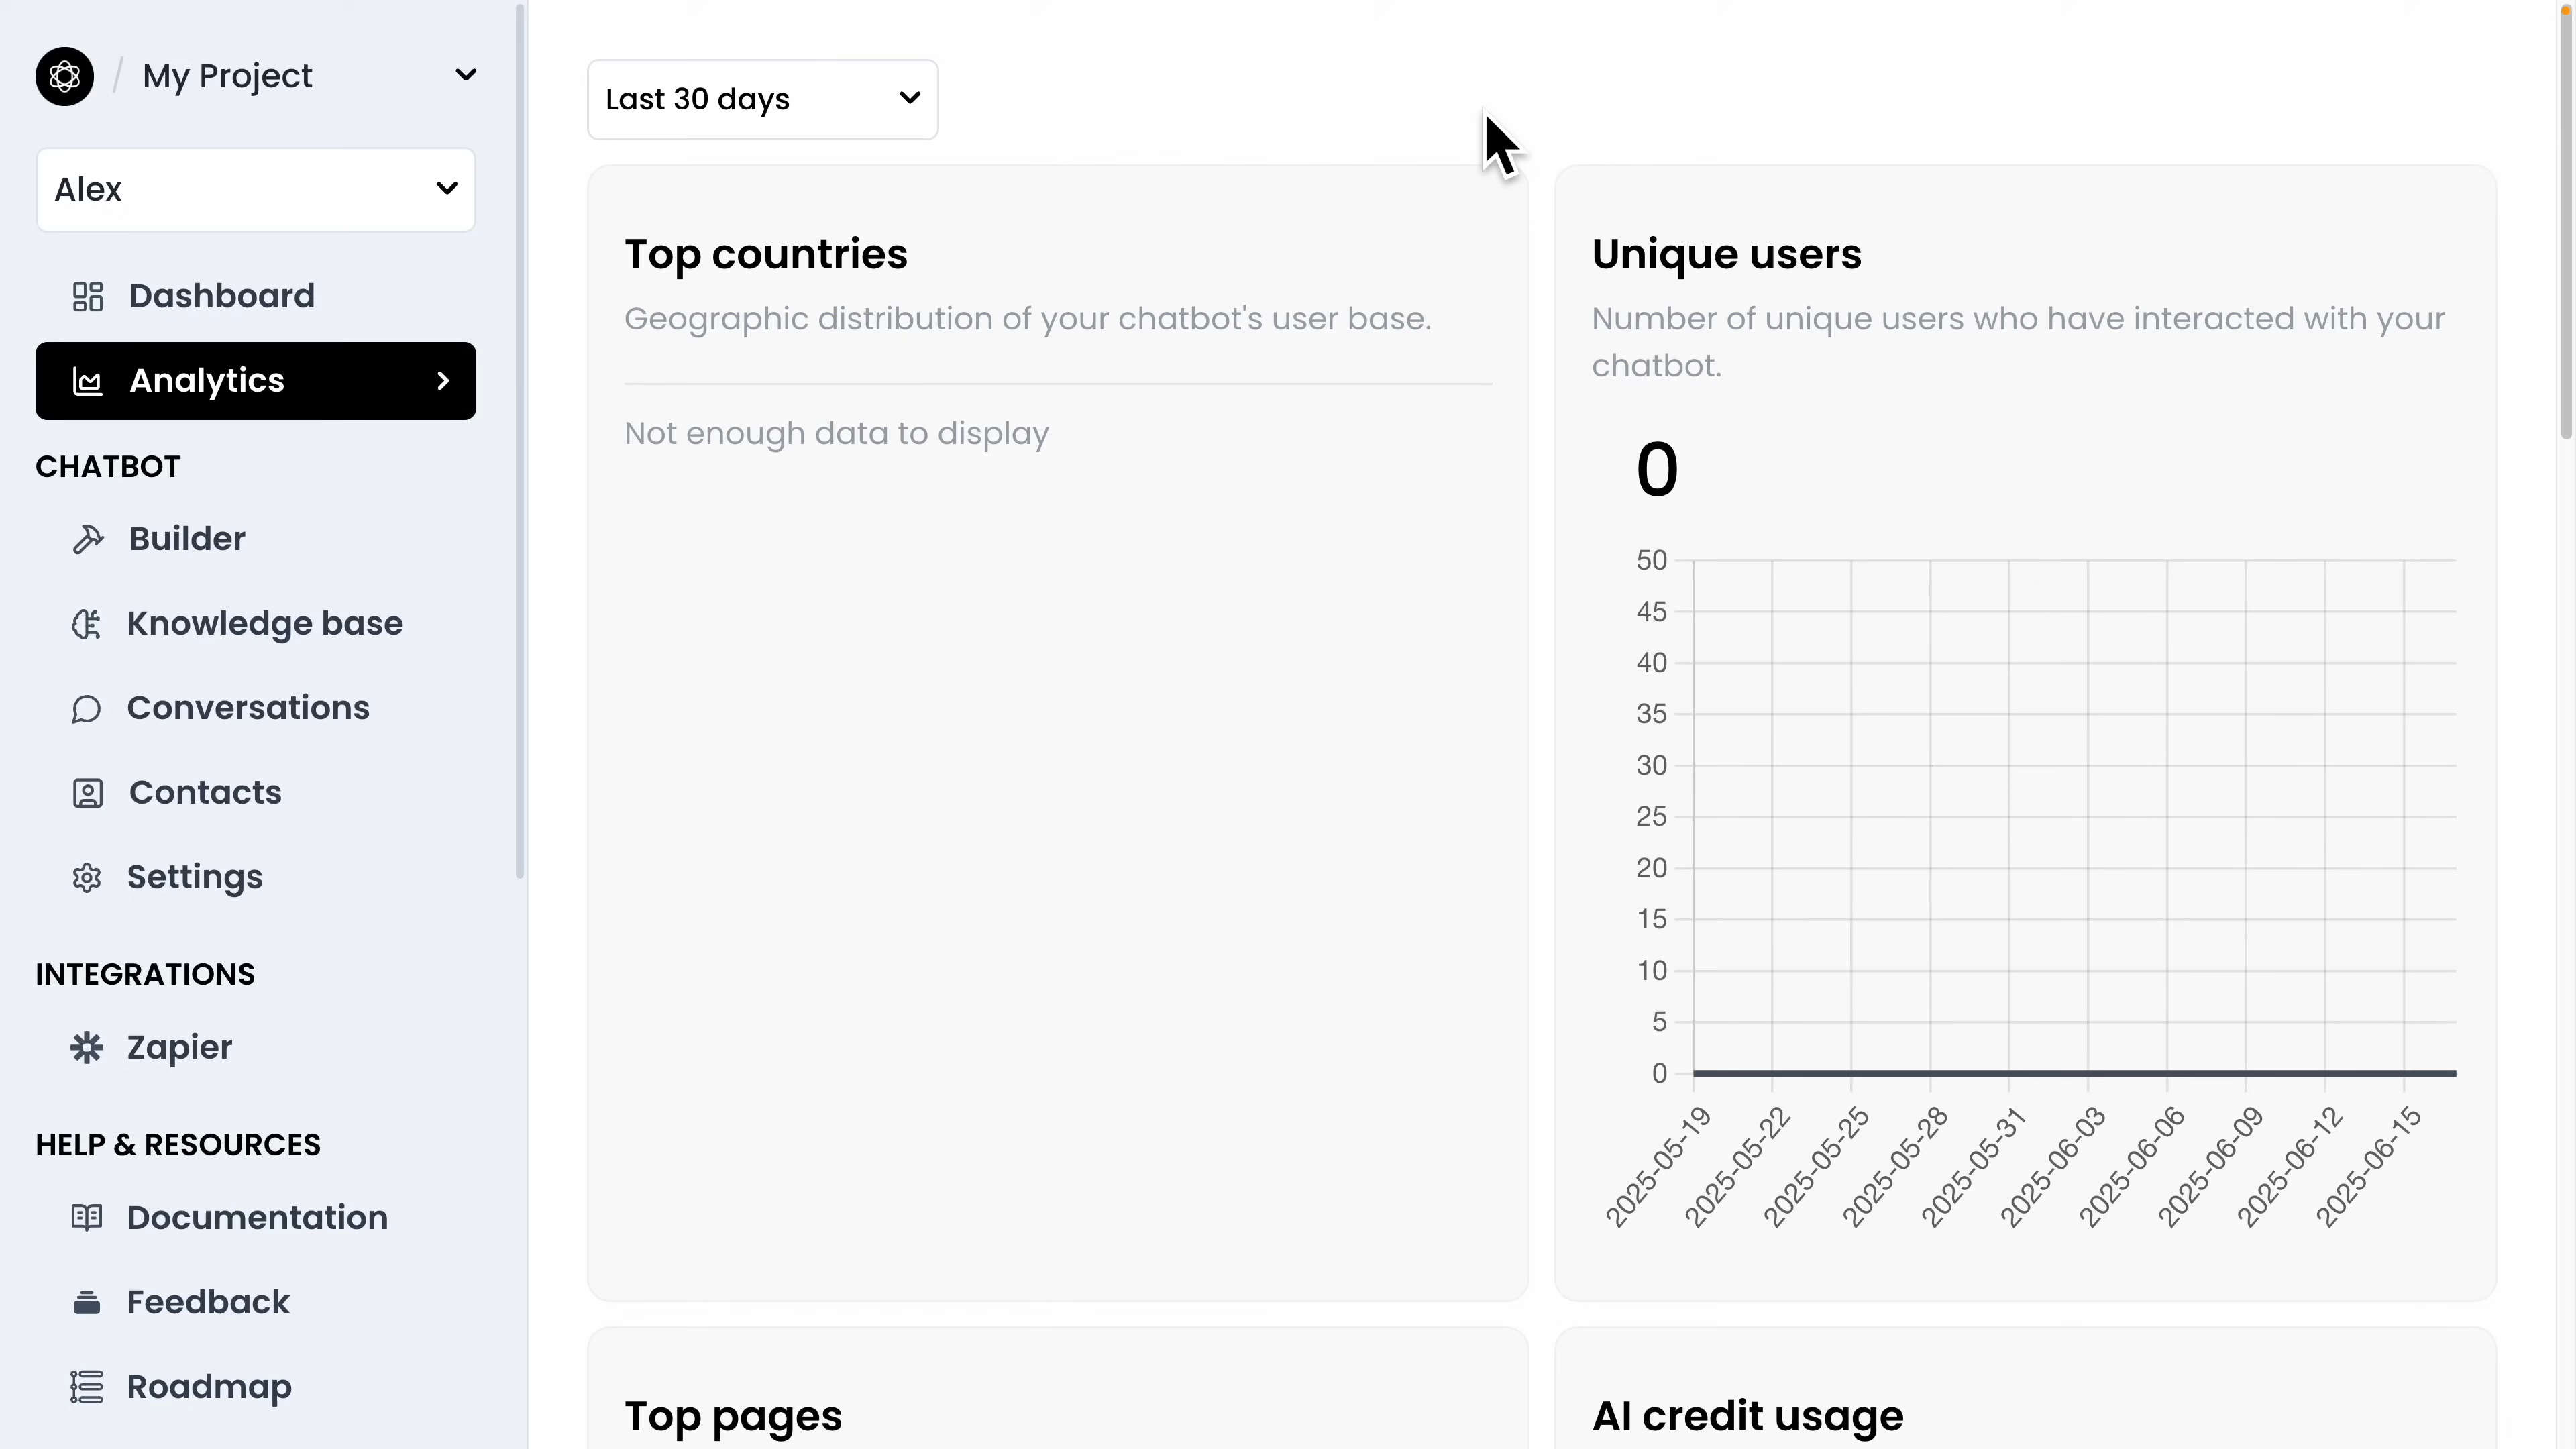 My Project
Alex
Dashboard
Analytics
CHATBOT
Builder
Knowledge base
Conversations
Contacts
Settings
INTEGRATIONS
Zapier
HELP & RESOURCES
Documentation
Feedback
Roadmap
Last 30 days
Top countries
Geographic distribution of your chatbot's user base.
Not enough data to display
Unique users
Number of unique users who have interacted with your
chatbot.
0
50
45
40
35
30
25
20
15
10
5
0
2025-05-19
2025-05-22
2025-05-25
2025-05-28
2025-05-31
2025-06-03
2025-06-06
2025-06-09
2025-06-12
2025-06-15
Top pages
AI credit usage